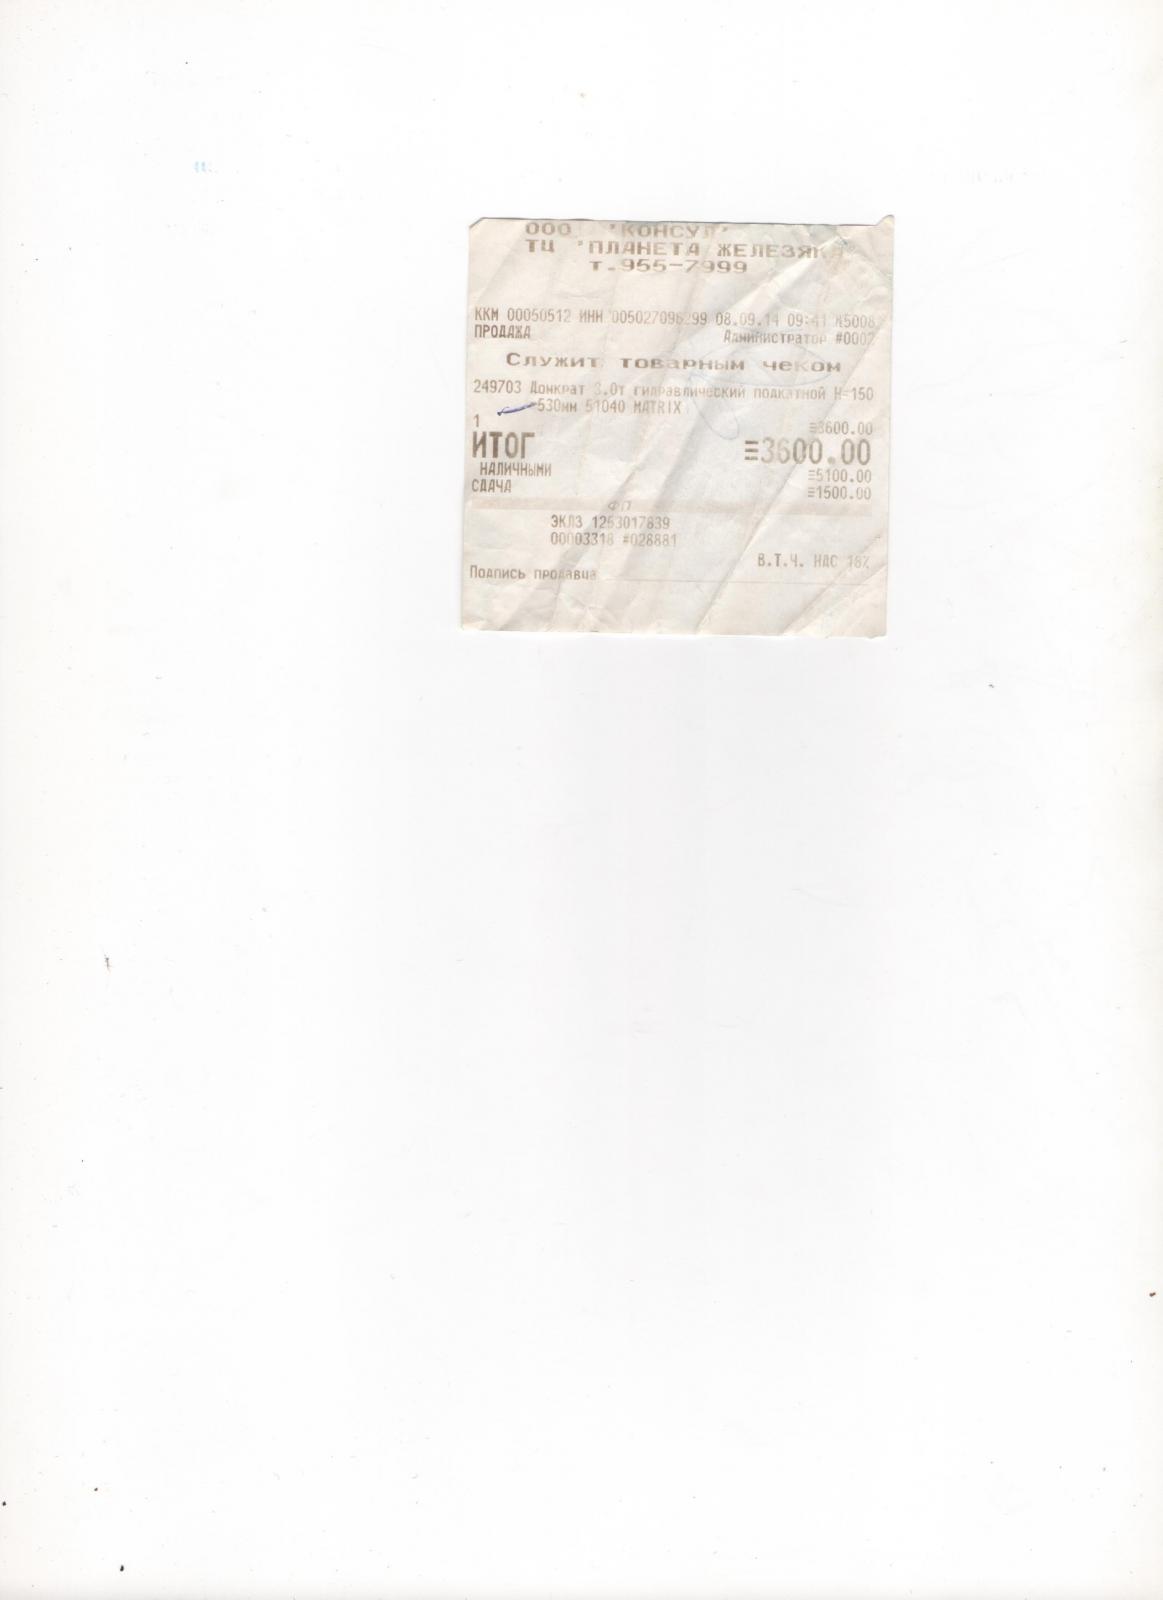 ООО "КОНСУЛ"
ТЦ "ПЛАНЕТА ЖЕЛЕЗЯКА"
т.955-7999
ККМ 00050512 ИНН 005027096299 08.09.14 09:41 №5008
ПРОДАЖА Администратор #0002
Служит товарным чеком
249703 Домкрат 3.0т гидравлический подкатной H=150
-530мм 51040 MATRIX
1 ≡3600.00
ИТОГ ≡3600.00
НАЛИЧНЫМИ ≡5100.00
СДАЧА ≡1500.00
ФП
ЭКЛЗ 1263017839
00003318 #028881
В.Т.Ч. НДС 18%
Подпись продавца